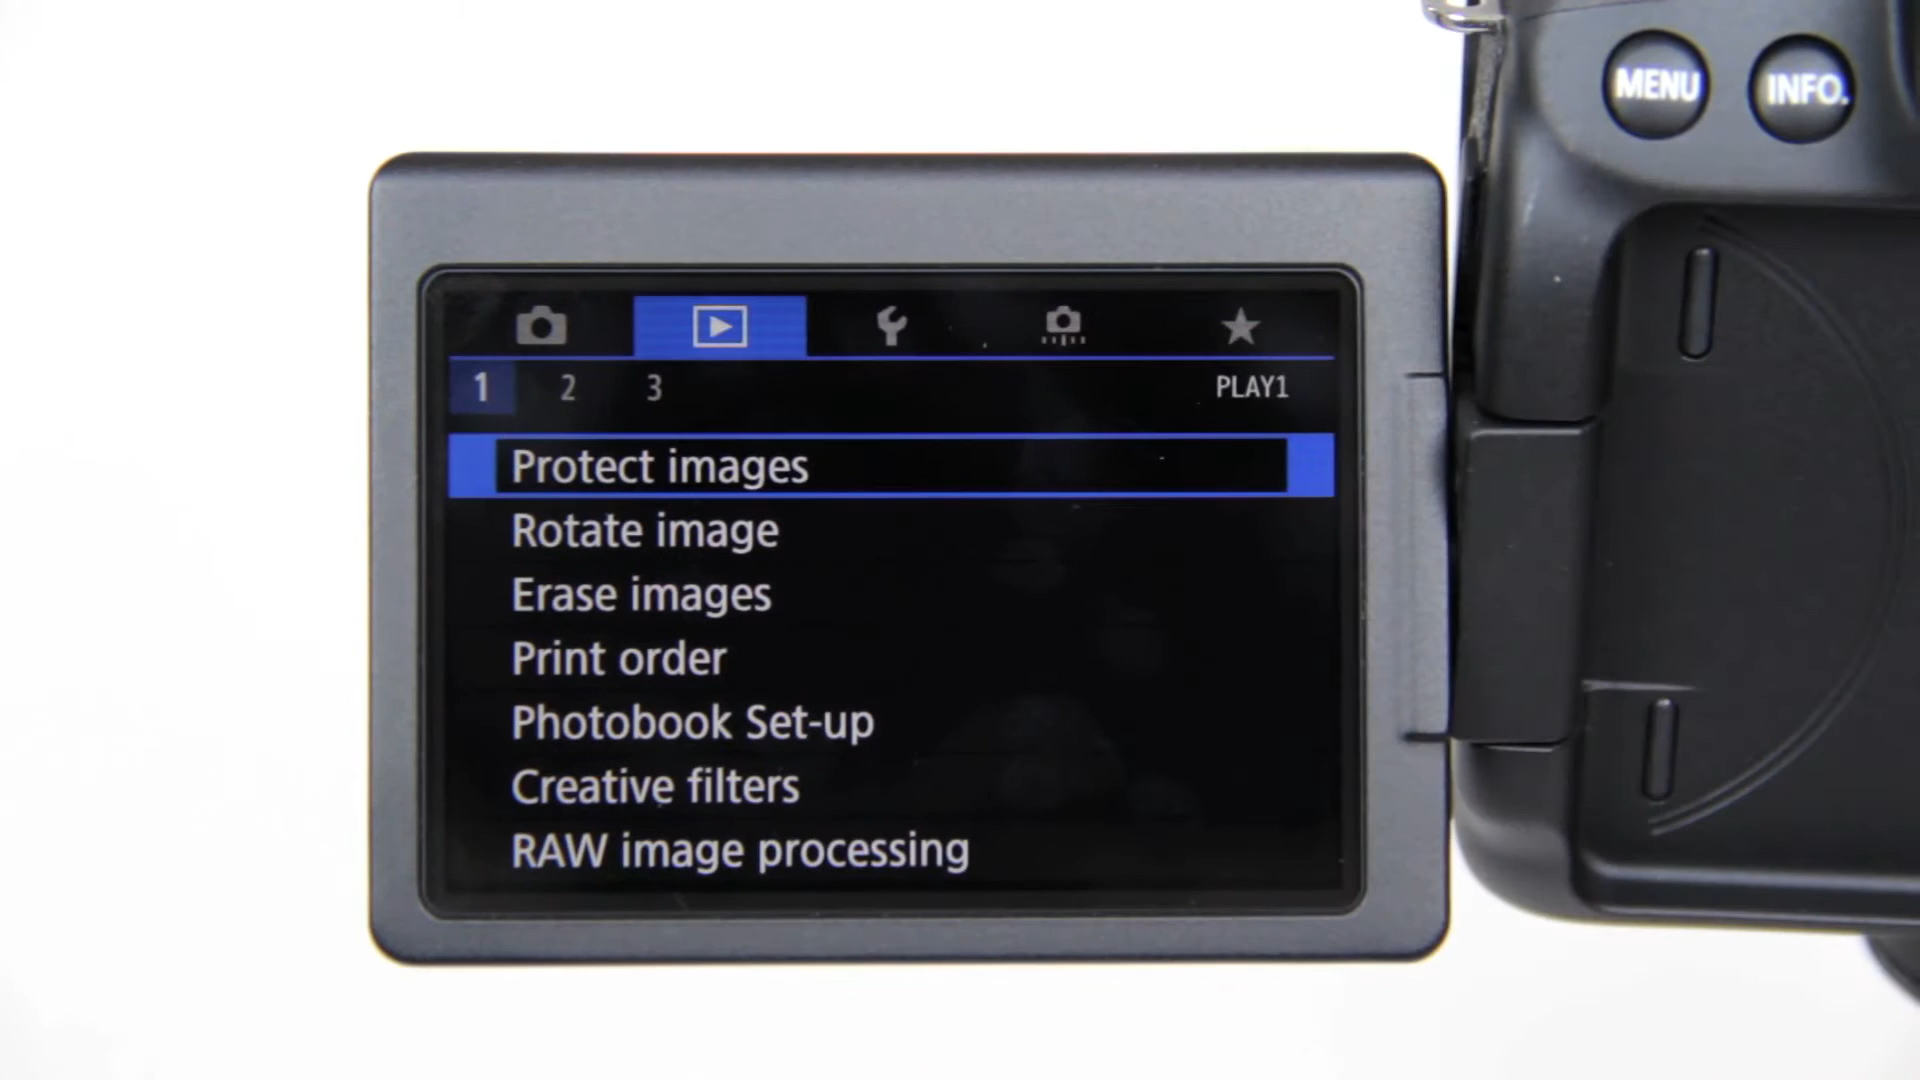 MENU INFO.
1 2 3 PLAY1
Protect images
Rotate image
Erase images
Print order
Photobook Set-up
Creative filters
RAW image processing